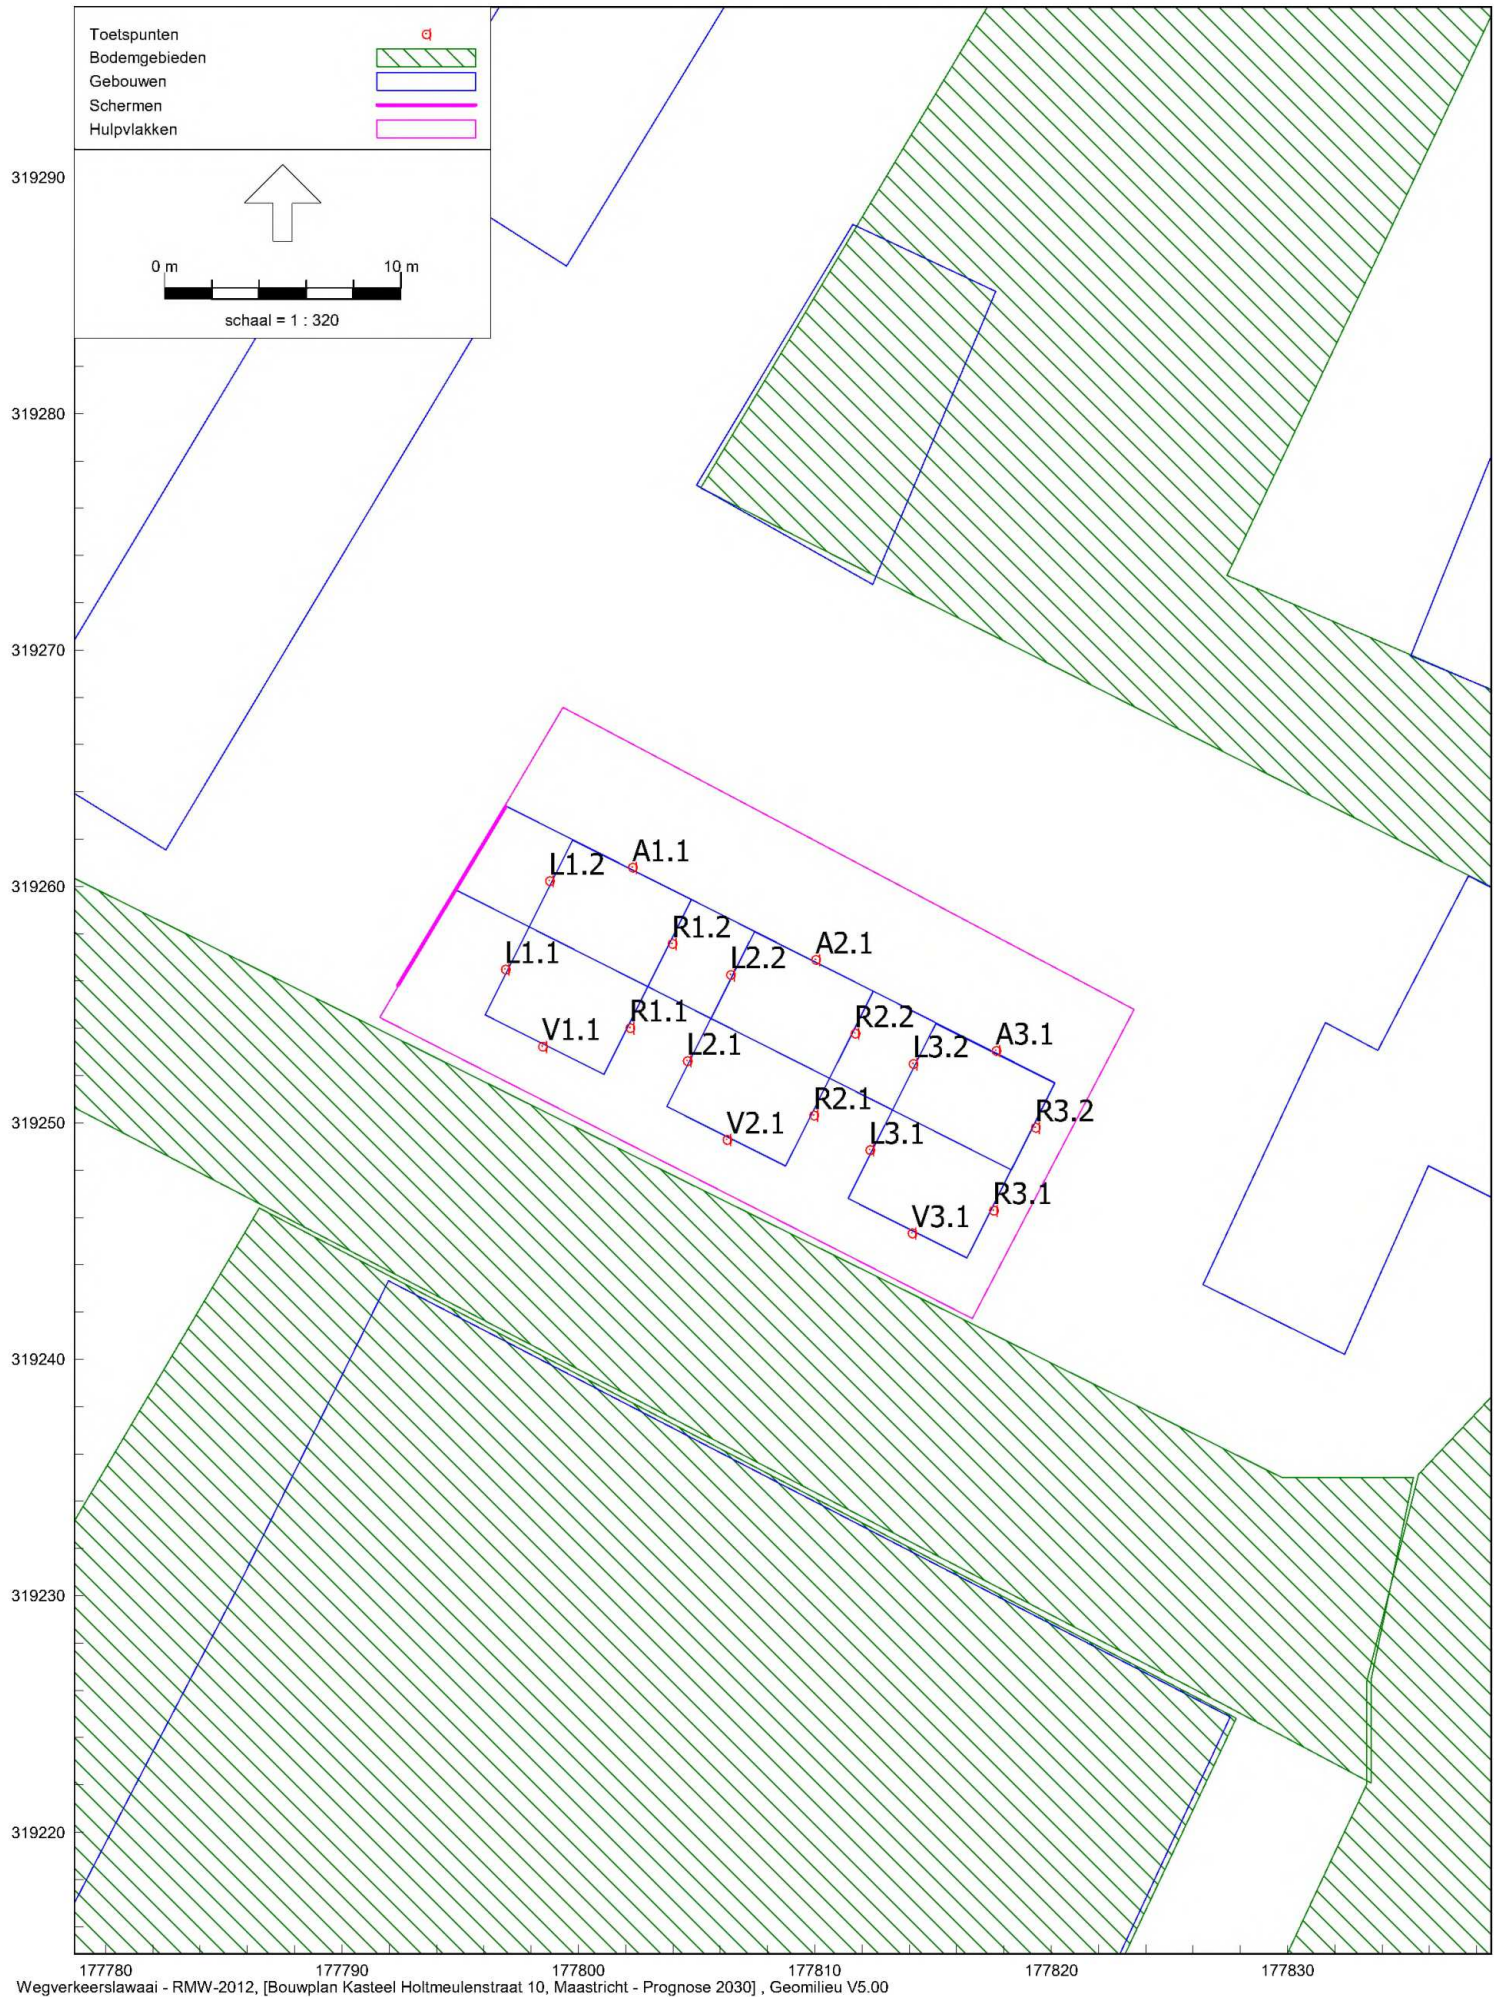 Toetspunten
Bodemgebieden
Gebouwen
Schermen
Hulpvlakken
0 m 10 m
schaal = 1 : 320
319290
319280
319270
319260
319250
319240
319230
319220
L1.2 A1.1
R1.2
L1.1
L2.2 A2.1
V1.1 R1.1
L2.1
R2.2
L3.2 A3.1
V2.1 R2.1
L3.1
R3.2
V3.1 R3.1
177780 177790 177800 177810 177820 177830
Wegverkeerslawaai - RMW-2012, [Bouwplan Kasteel Holtmeulenstraat 10, Maastricht - Prognose 2030] , Geomilieu V5.00